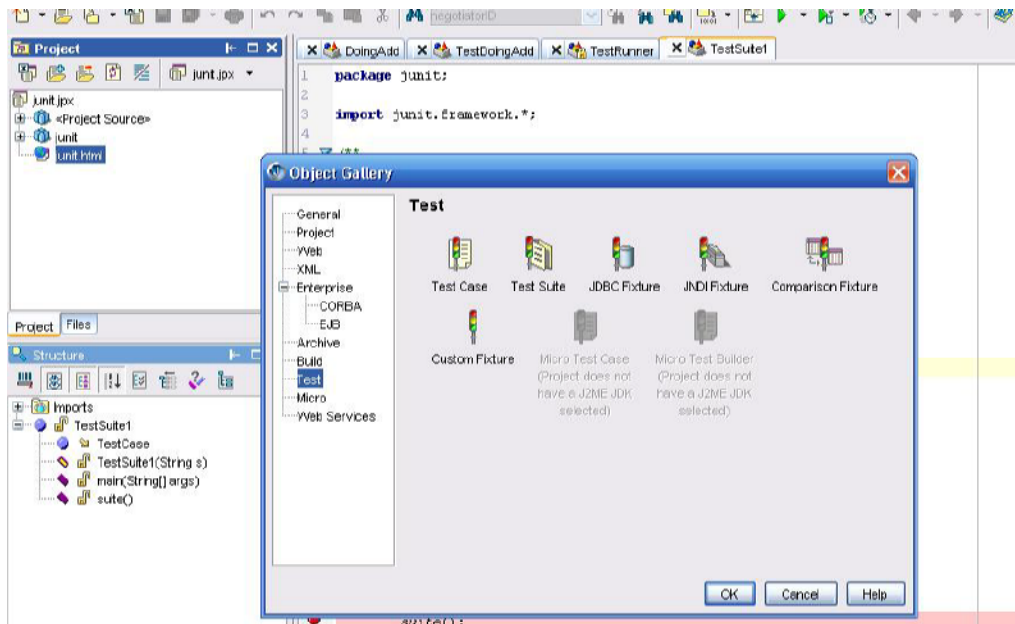 negotiatorID
Project
junit.jpx
junit.jpx
<Project Source>
junit
junit.html
Project Files
Structure
Imports
TestSuite1
TestCase
TestSuite1(String s)
main(String[] args)
suite()
DoingAdd TestDoingAdd TestRunner TestSuite1
1 package junit;
2
3 import junit.framework.*;
4
5 /**
Object Gallery
General
Project
Web
XML
Enterprise
CORBA
EJB
Archive
Build
Test
Micro
Web Services
Test
Test Case Test Suite JDBC Fixture JNDI Fixture Comparison Fixture
Custom Fixture Micro Test Case Micro Test Builder
(Project does not (Project does not
have a J2ME JDK have a J2ME JDK
selected) selected)
OK Cancel Help
suite();